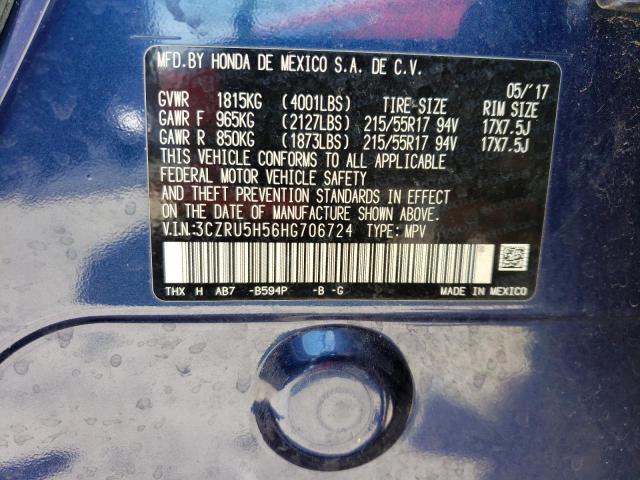 MFD.BY HONDA DE MEXICO S.A. DE C.V.
05/'17
GVWR 1815KG (4001LBS) TIRE SIZE RIM SIZE
GAWR F 965KG (2127LBS) 215/55R17 94V 17X7.5J
GAWR R 850KG (1873LBS) 215/55R17 94V 17X7.5J
THIS VEHICLE CONFORMS TO ALL APPLICABLE
FEDERAL MOTOR VEHICLE SAFETY
AND THEFT PREVENTION STANDARDS IN EFFECT
ON THE DATE OF MANUFACTURE SHOWN ABOVE.
V.I.N.:3CZRU5H56HG706724 TYPE: MPV
THX H AB7 -B594P -B -G MADE IN MEXICO